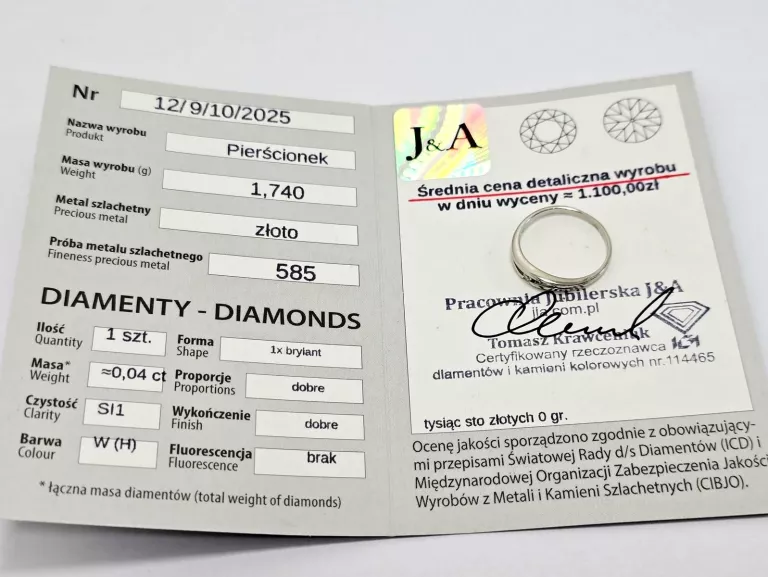 Nr 12/9/10/2025
Nazwa wyrobu
Produkt
Pierścionek
Masa wyrobu (g)
Weight
1,740
Metal szlachetny
Precious metal
złoto
Próba metalu szlachetnego
Fineness precious metal
585
DIAMENTY - DIAMONDS
Ilość
Quantity
1 szt.
Forma
Shape
1x brylant
Masa*
Weight
≈0,04 ct
Proporcje
Proportions
dobre
Czystość
Clarity
SI1
Wykończenie
Finish
dobre
Barwa
Colour
W (H)
Fluorescencja
Fluorescence
brak
* łączna masa diamentów (total weight of diamonds)
J&A
Średnia cena detaliczna wyrobu
w dniu wyceny ≈ 1.100,00zł
Pracownia Jubilerska J&A
jla.com.pl
Tomasz Krawceniuk
Certyfikowany rzeczoznawca
diamentów i kamieni kolorowych nr.114465
tysiąc sto złotych 0 gr.
Ocenę jakości sporządzono zgodnie z obowiązujący-
mi przepisami Światowej Rady d/s Diamentów (ICD) i
Międzynarodowej Organizacji Zabezpieczenia Jakości
Wyrobów z Metali i Kamieni Szlachetnych (CIBJO).